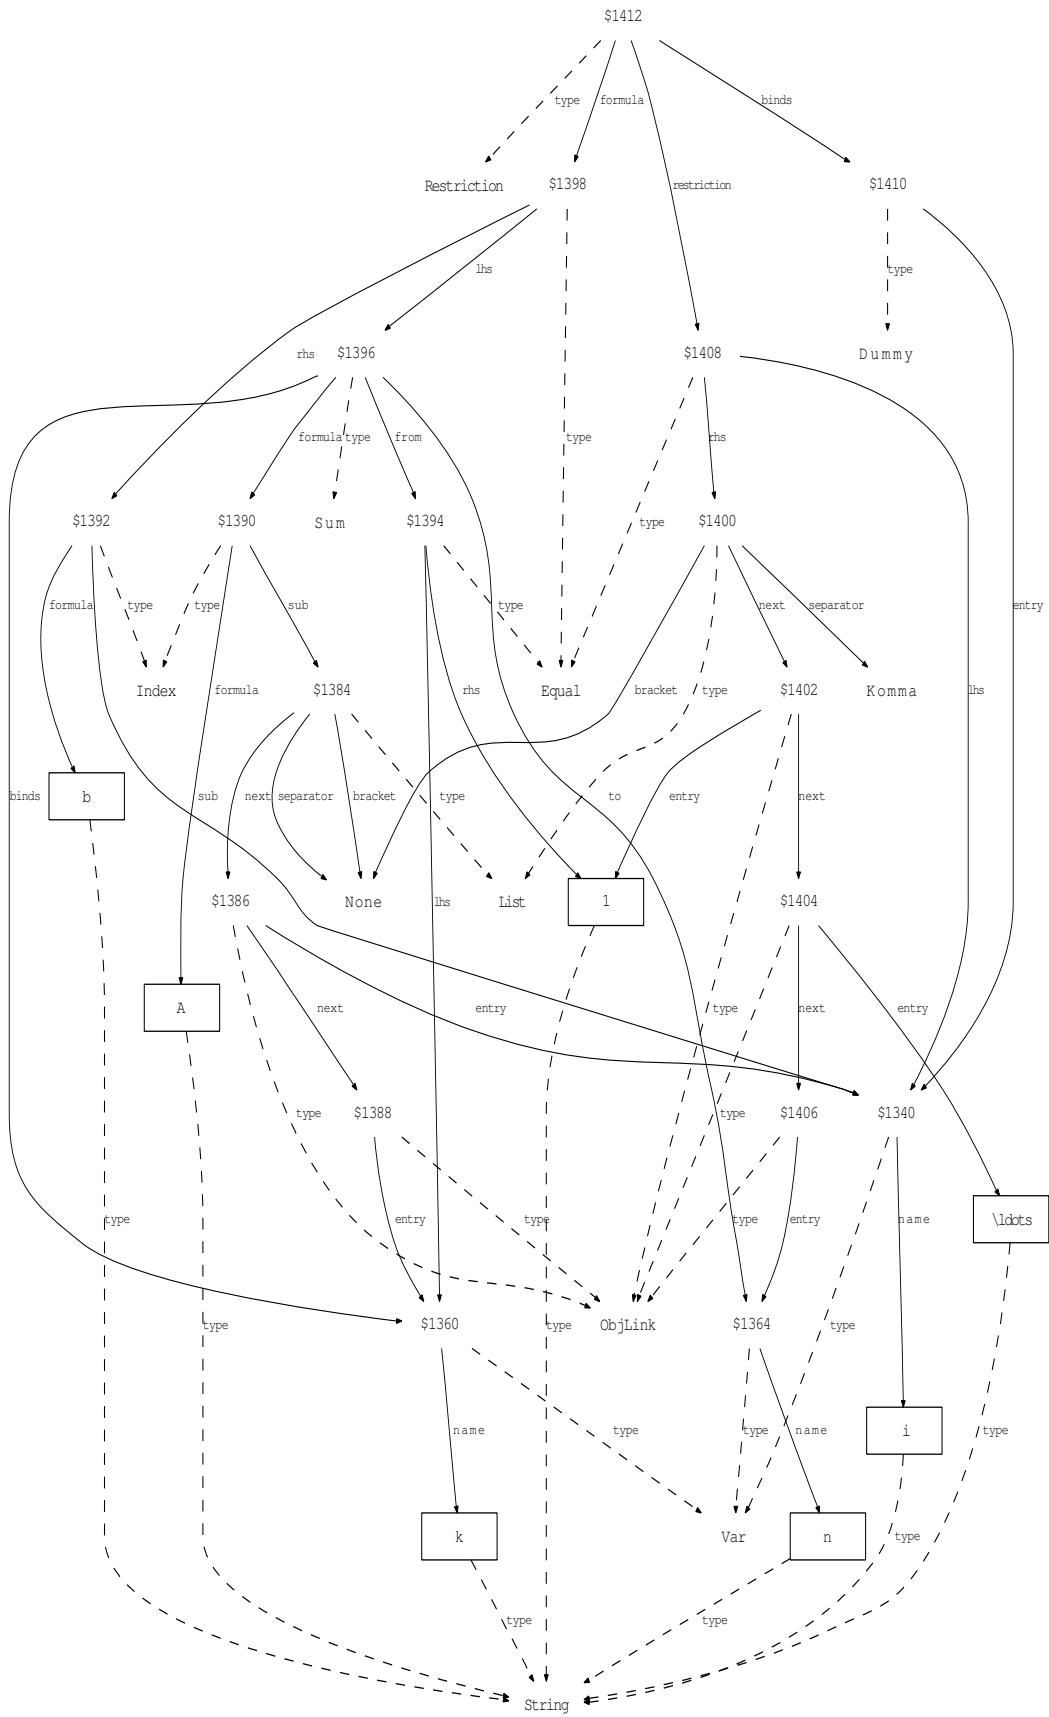 $1412
type formula binds
Restriction $1398 restriction $1410
lhs type
rhs $1396 $1408 Dummy
formula type from type rhs
$1392 $1390 Sum $1394 $1400
type
formula type type sub type next separator entry
Index $1384 formula rhs Equal bracket type $1402 Komma lhs
binds b sub next separator bracket type to entry next
$1386 None lhs List 1 $1404
A next entry type next entry
type $1388 type $1406 $1340
type entry type type entry name \ldots
type $1360 type ObjLink $1364 type
name type type name i type
k Var n type
type type
String